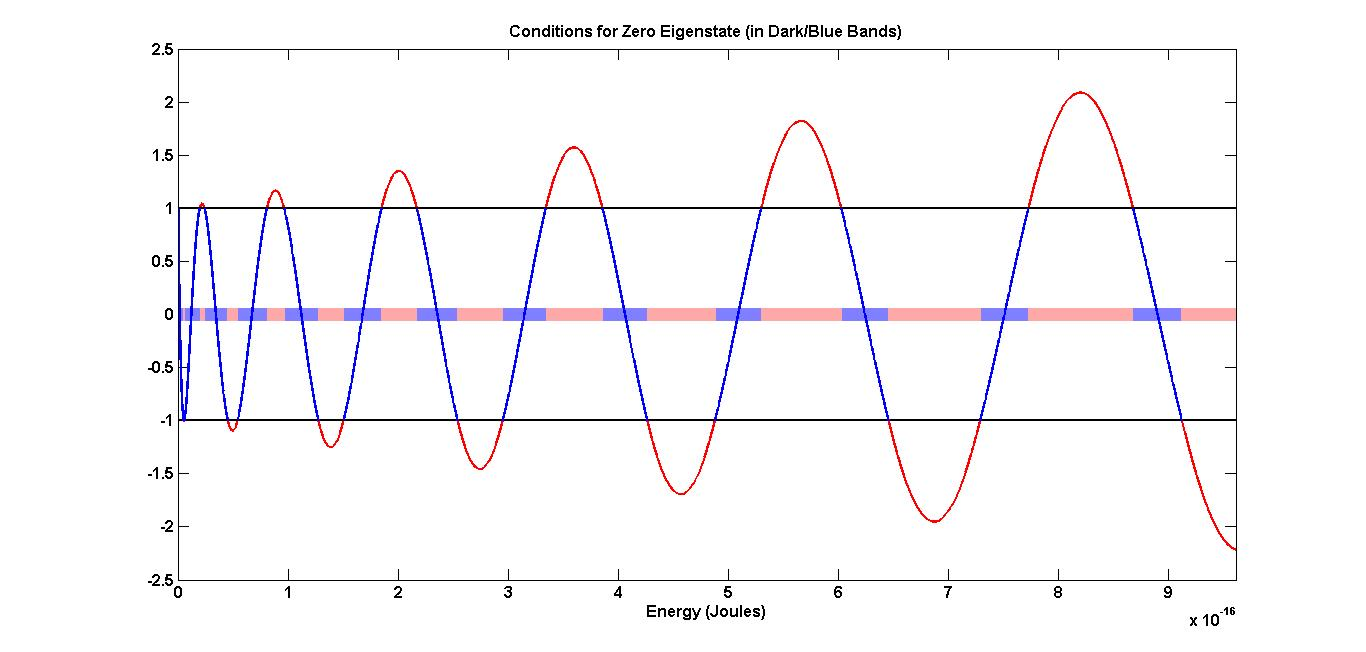 Conditions for Zero Eigenstate (in Dark/Blue Bands)
2.5
2
1.5
1
0.5
0
-0.5
-1
-1.5
-2
-2.5
0 1 2 3 4 5 6 7 8 9
Energy (Joules)
x 10-16